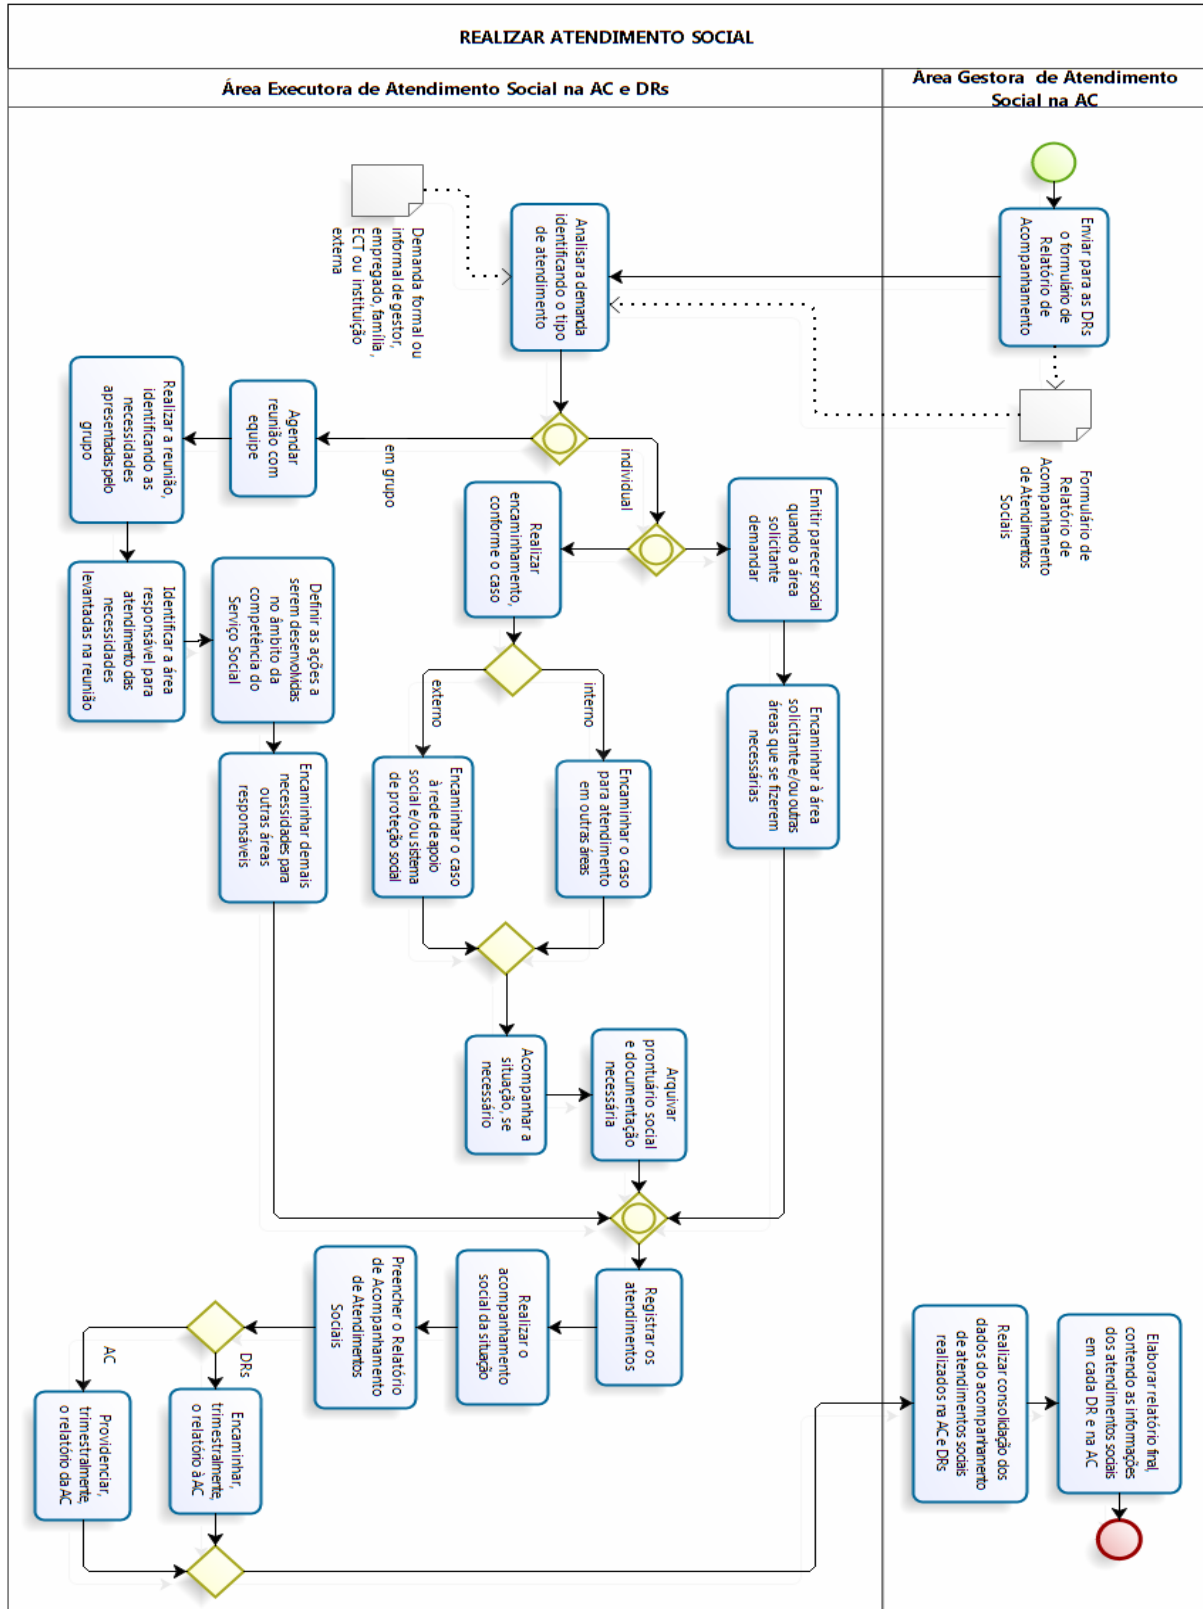 REALIZAR ATENDIMENTO SOCIAL
Área Executora de Atendimento Social na AC e DRs
Área Gestora de Atendimento
Social na AC
Enviar para as DRs
o formulário de
Relatório de
Acompanhamento
Formulário de
Relatório de
Acompanhamento
de Atendimentos
Sociais
Demanda formal ou
informal de gestor,
empregado, família,
ECT ou instituição
externa
Analisar a demanda
identificando o tipo
de atendimento
em grupo
individual
Agendar
reunião com
equipe
Realizar a reunião,
identificando as
necessidades
apresentadas pelo
grupo
Identificar a área
responsável para
atendimento das
necessidades
levantadas na reunião
Definir as ações a
serem desenvolvidas
no âmbito da
competência do
Serviço Social
Encaminhar demais
necessidades para
outras áreas
responsáveis
Emitir parecer social
quando a área
solicitante
demandar
Encaminhar à área
solicitante e/ou outras
áreas que se fizerem
necessárias
Realizar
encaminhamento,
conforme o caso
interno
externo
Encaminhar o caso
para atendimento
em outras áreas
Encaminhar o caso
à rede de apoio
social e/ou sistema
de proteção social
Acompanhar a
situação, se
necessário
Arquivar
prontuário social
e documentação
necessária
Registrar os
atendimentos
Realizar o
acompanhamento
social da situação
Preencher o Relatório
de Acompanhamento
de Atendimentos
Sociais
DRs
AC
Encaminhar,
trimestralmente,
o relatório à AC
Providenciar,
trimestralmente,
o relatório da AC
Realizar consolidação dos
dados do acompanhamento
de atendimentos sociais
realizados na AC e DRs
Elaborar relatório final,
contendo as informações
dos atendimentos sociais
em cada DR e na AC